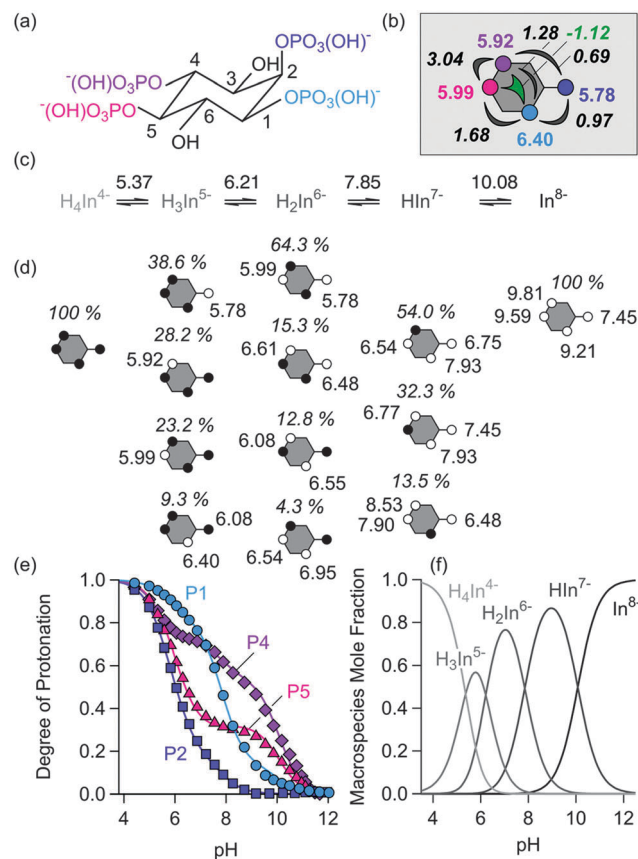 (a)
OPO₃(OH)⁻
⁻(OH)O₃PO
4
OH
3
2
⁻(OH)O₃PO
OPO₃(OH)⁻
5
6
1
OH
(b)
5.92
1.28
-1.12
3.04
0.69
5.99
5.78
1.68
6.40
0.97
(c)
5.37
6.21
7.85
10.08
H₄In⁴⁻ ⇌ H₃In⁵⁻ ⇌ H₂In⁶⁻ ⇌ HIn⁷⁻ ⇌ In⁸⁻
(d)
100 %
38.6 %
5.78
28.2 %
5.92
23.2 %
5.99
9.3 %
6.08
6.40
64.3 %
5.99
5.78
15.3 %
6.61
6.48
12.8 %
6.08
6.55
4.3 %
6.54
6.95
54.0 %
6.54
6.75
7.93
32.3 %
6.77
7.45
7.93
13.5 %
8.53
7.90
6.48
100 %
9.81
9.59
7.45
9.21
(e)
Degree of Protonation
1.0
0.8
0.6
0.4
0.2
0.0
P1
P4
P5
P2
4 6 8 10 12
pH
(f)
Macrospecies Mole Fraction
1.0
0.8
0.6
0.4
0.2
0.0
H₄In⁴⁻
H₃In⁵⁻
H₂In⁶⁻
HIn⁷⁻
In⁸⁻
4 6 8 10 12
pH